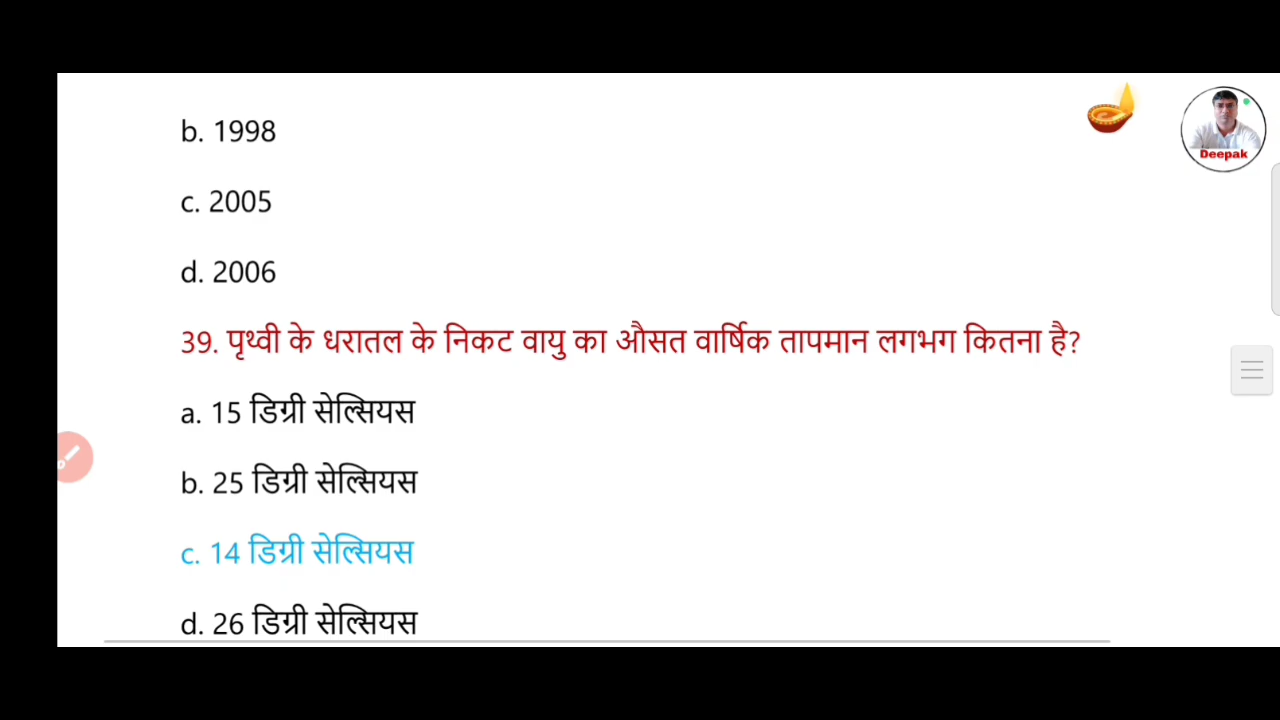 b. 1998
Deepak
c. 2005
d. 2006
39. पृथ्वी के धरातल के निकट वायु का औसत वार्षिक तापमान लगभग कितना है?
a. 15 डिग्री सेल्सियस
b. 25 डिग्री सेल्सियस
c. 14 डिग्री सेल्सियस
d. 26 डिग्री सेल्सियस